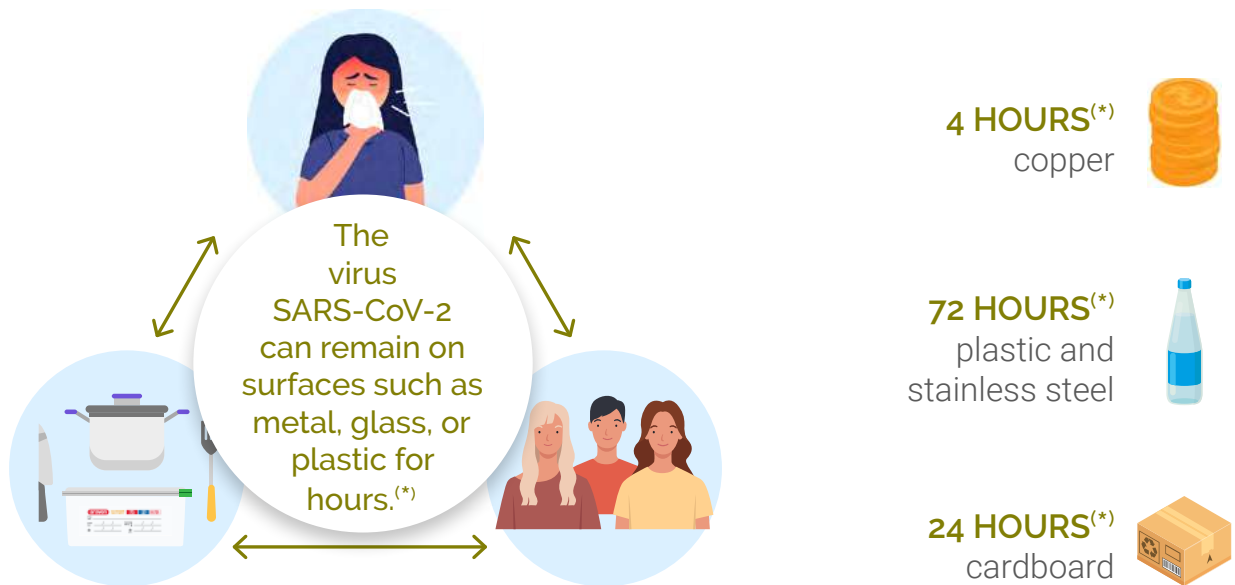 The
virus
SARS-CoV-2
can remain on
surfaces such as
metal, glass, or
plastic for
hours.(*)
4 HOURS(*)
copper
72 HOURS(*)
plastic and
stainless steel
24 HOURS(*)
cardboard